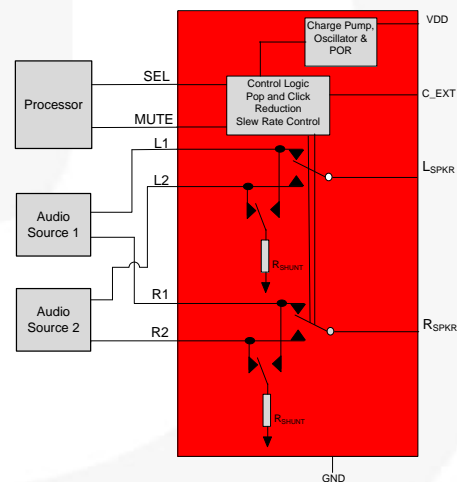 Charge Pump,
Oscillator &
POR
VDD
SEL
Processor
Control Logic
Pop and Click
Reduction
Slew Rate Control
C_EXT
MUTE
L1
LSPKR
L2
Audio
Source 1
RSHUNT
R1
Audio
Source 2
R2
RSPKR
RSHUNT
GND